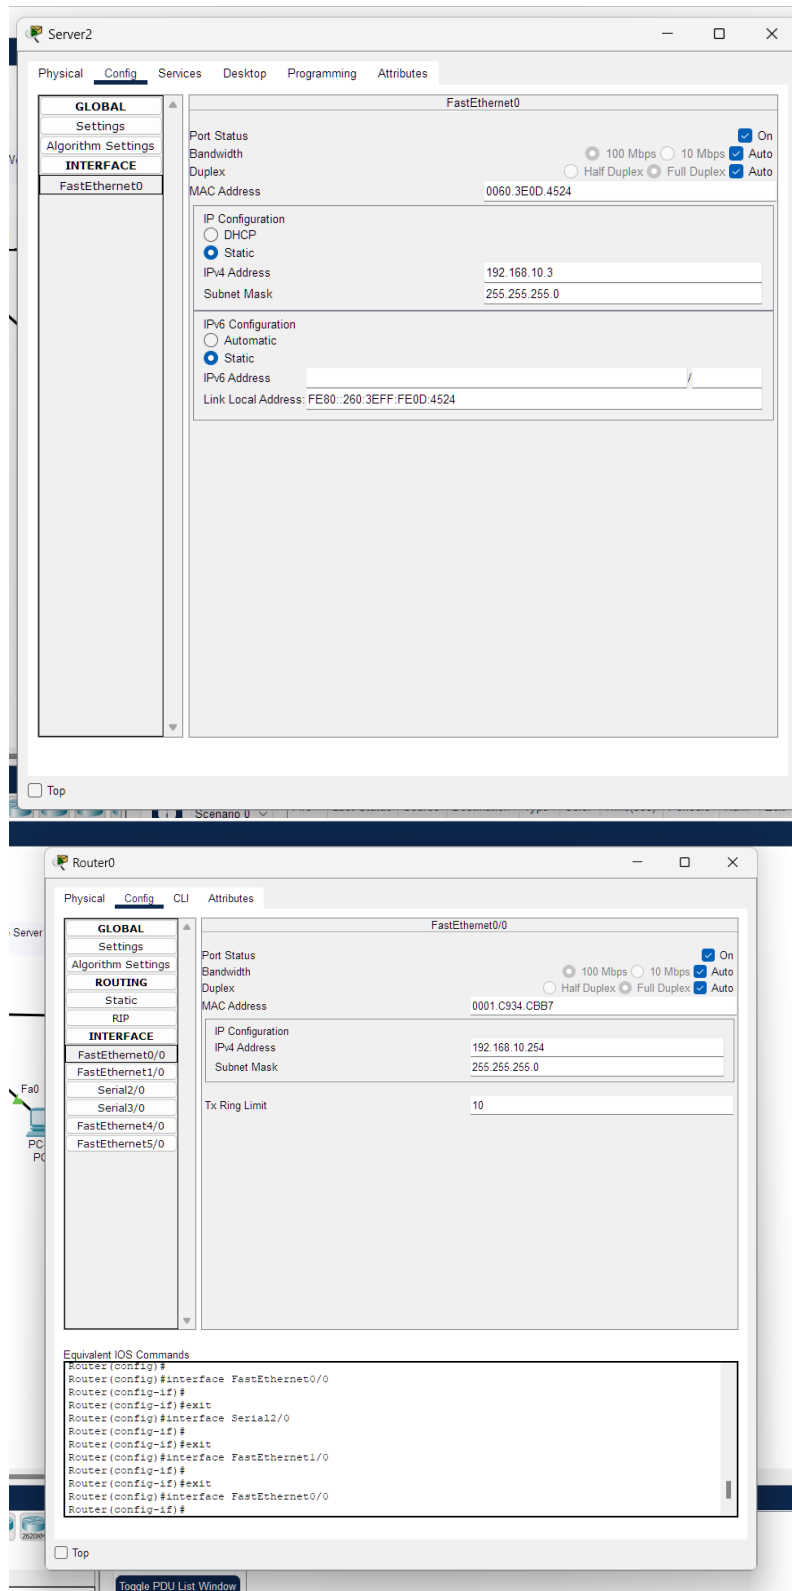 Server2
Physical Config Services Desktop Programming Attributes
GLOBAL
Settings
Algorithm Settings
INTERFACE
FastEthernet0
FastEthernet0
Port Status On
Bandwidth 100 Mbps 10 Mbps Auto
Duplex Half Duplex Full Duplex Auto
MAC Address 0060.3E0D.4524
IP Configuration
DHCP
Static
IPv4 Address 192.168.10.3
Subnet Mask 255.255.255.0
IPv6 Configuration
Automatic
Static
IPv6 Address /
Link Local Address: FE80::260:3EFF:FE0D:4524
Top
Scenario 0
Router0
Physical Config CLI Attributes
Server
GLOBAL
Settings
Algorithm Settings
ROUTING
Static
RIP
INTERFACE
FastEthernet0/0
FastEthernet1/0
Serial2/0
Serial3/0
FastEthernet4/0
FastEthernet5/0
Fa0
PC-
FastEthernet0/0
Port Status On
Bandwidth 100 Mbps 10 Mbps Auto
Duplex Half Duplex Full Duplex Auto
MAC Address 0001.C934.CBB7
IP Configuration
IPv4 Address 192.168.10.254
Subnet Mask 255.255.255.0
Tx Ring Limit 10
Equivalent IOS Commands
Router(config)#
Router(config)#interface FastEthernet0/0
Router(config-if)#
Router(config-if)#exit
Router(config)#interface Serial2/0
Router(config-if)#
Router(config-if)#exit
Router(config)#interface FastEthernet1/0
Router(config-if)#
Router(config-if)#exit
Router(config)#interface FastEthernet0/0
Router(config-if)#
Top
Toggle PDU List Window